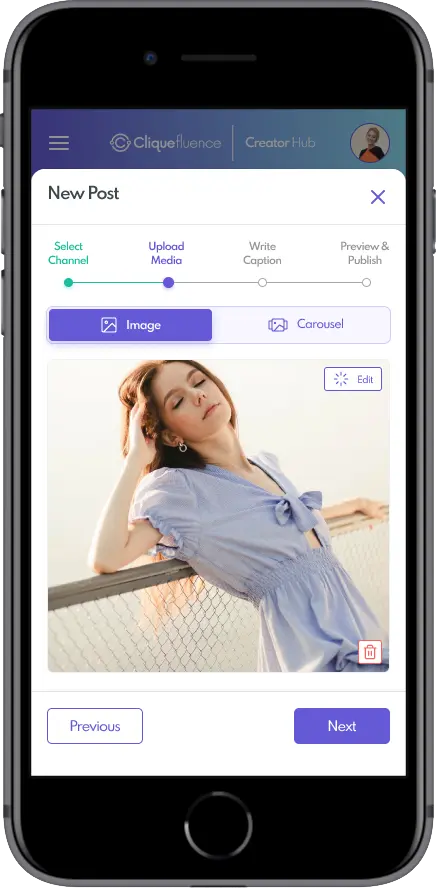 Cliquefluence Creator Hub
New Post
Select Channel
Upload Media
Write Caption
Preview & Publish
Image
Carousel
Edit
Previous
Next